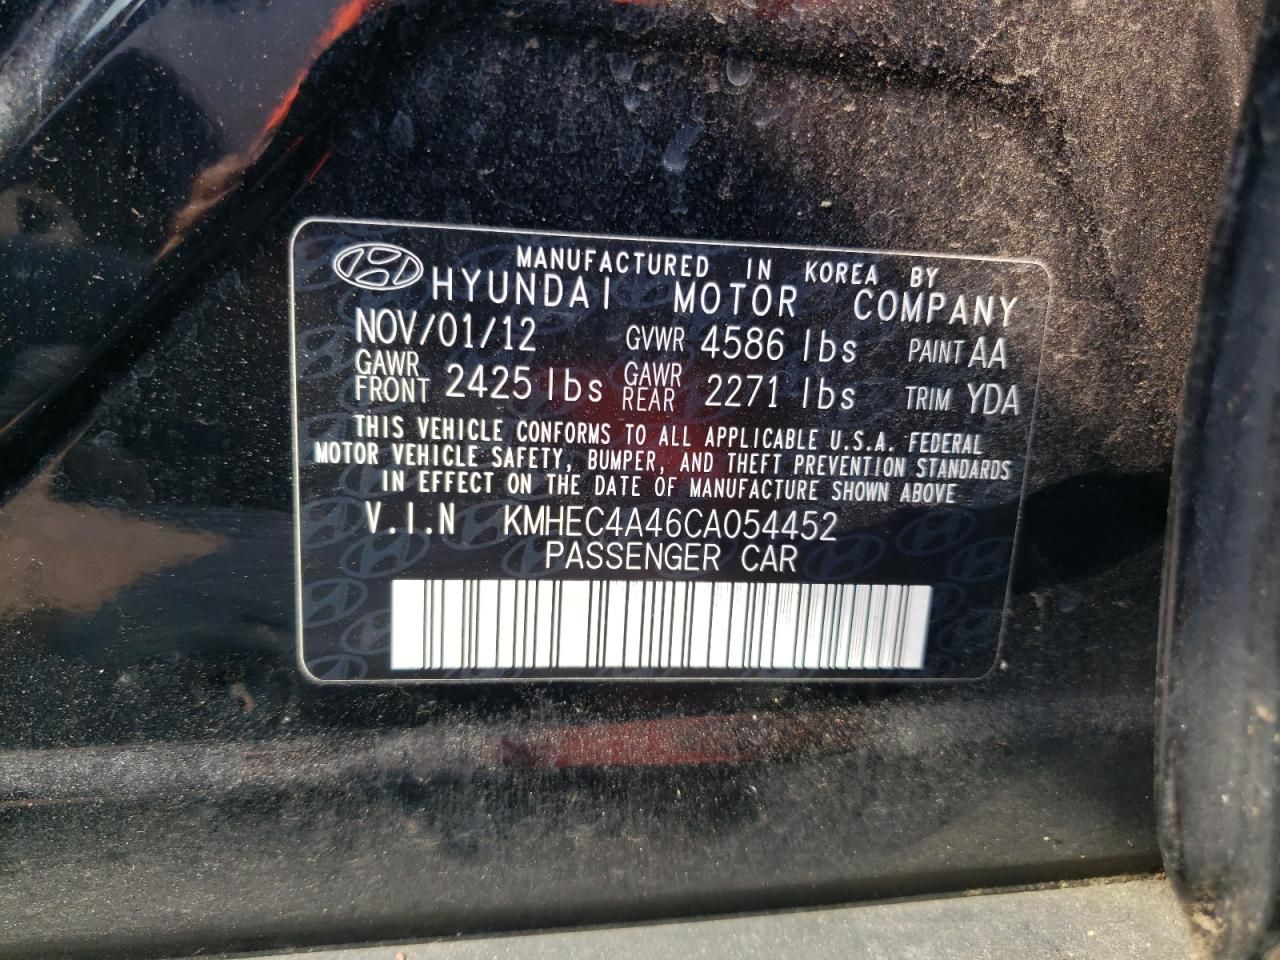 MANUFACTURED IN KOREA BY
HYUNDAI MOTOR COMPANY
NOV/01/12 GVWR 4586 lbs PAINT AA
GAWR FRONT 2425 lbs GAWR REAR 2271 lbs TRIM YDA
THIS VEHICLE CONFORMS TO ALL APPLICABLE U.S.A. FEDERAL
MOTOR VEHICLE SAFETY, BUMPER, AND THEFT PREVENTION STANDARDS
IN EFFECT ON THE DATE OF MANUFACTURE SHOWN ABOVE
V.I.N KMHEC4A46CA054452
PASSENGER CAR